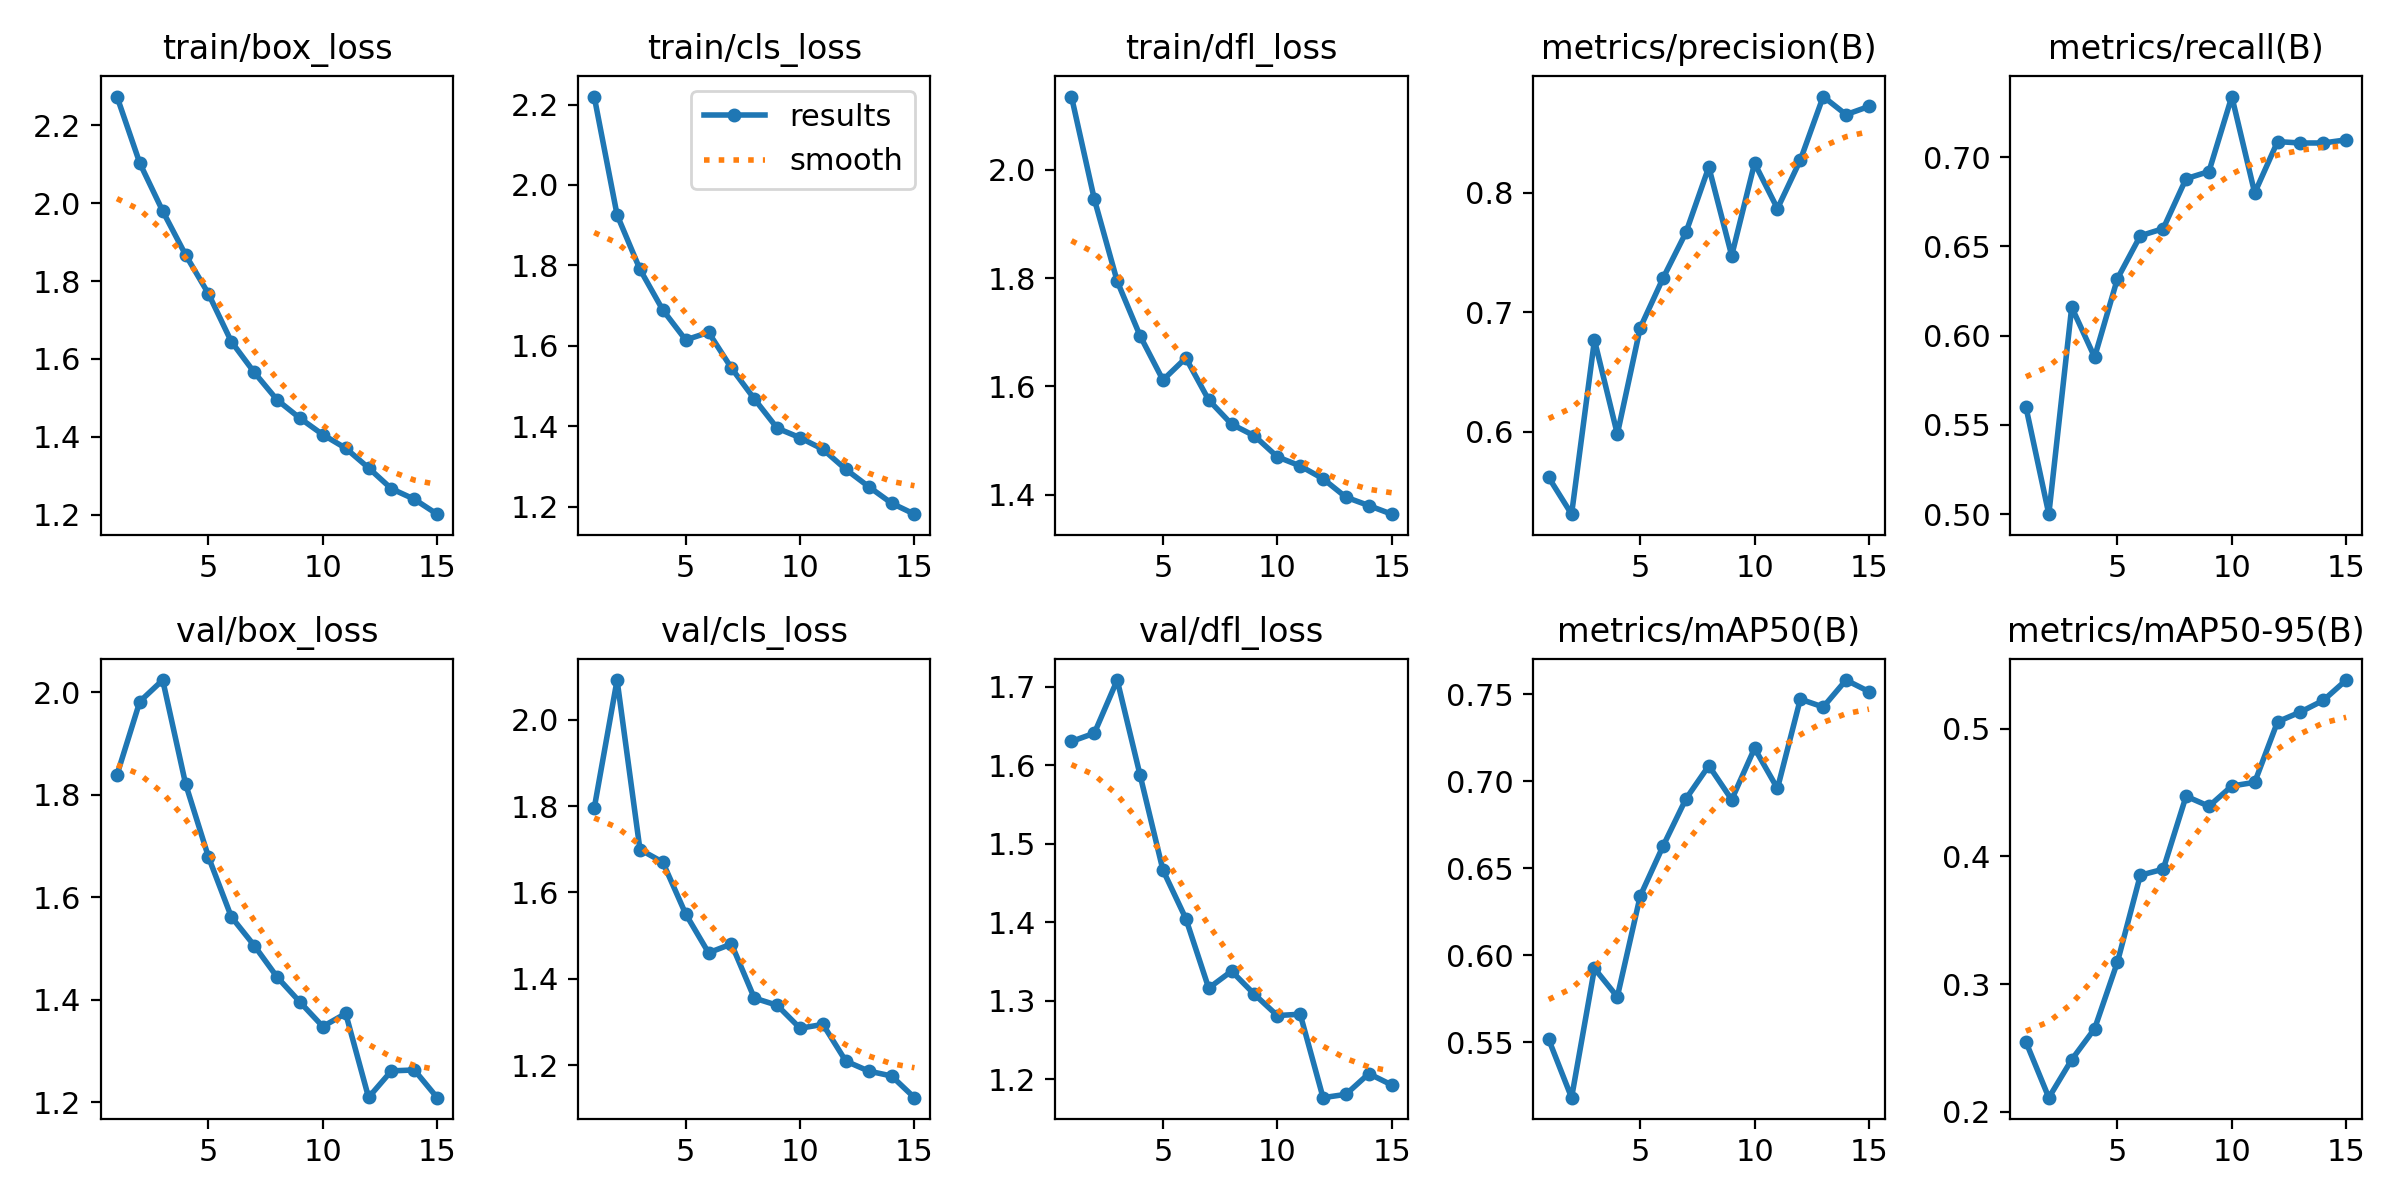 train/box_loss
2.2
2.0
1.8
1.6
1.4
1.2
5 10 15
train/cls_loss
results
smooth
2.2
2.0
1.8
1.6
1.4
1.2
5 10 15
train/dfl_loss
2.0
1.8
1.6
1.4
5 10 15
metrics/precision(B)
0.8
0.7
0.6
5 10 15
metrics/recall(B)
0.70
0.65
0.60
0.55
0.50
5 10 15
val/box_loss
2.0
1.8
1.6
1.4
1.2
5 10 15
val/cls_loss
2.0
1.8
1.6
1.4
1.2
5 10 15
val/dfl_loss
1.7
1.6
1.5
1.4
1.3
1.2
5 10 15
metrics/mAP50(B)
0.75
0.70
0.65
0.60
0.55
5 10 15
metrics/mAP50-95(B)
0.5
0.4
0.3
0.2
5 10 15